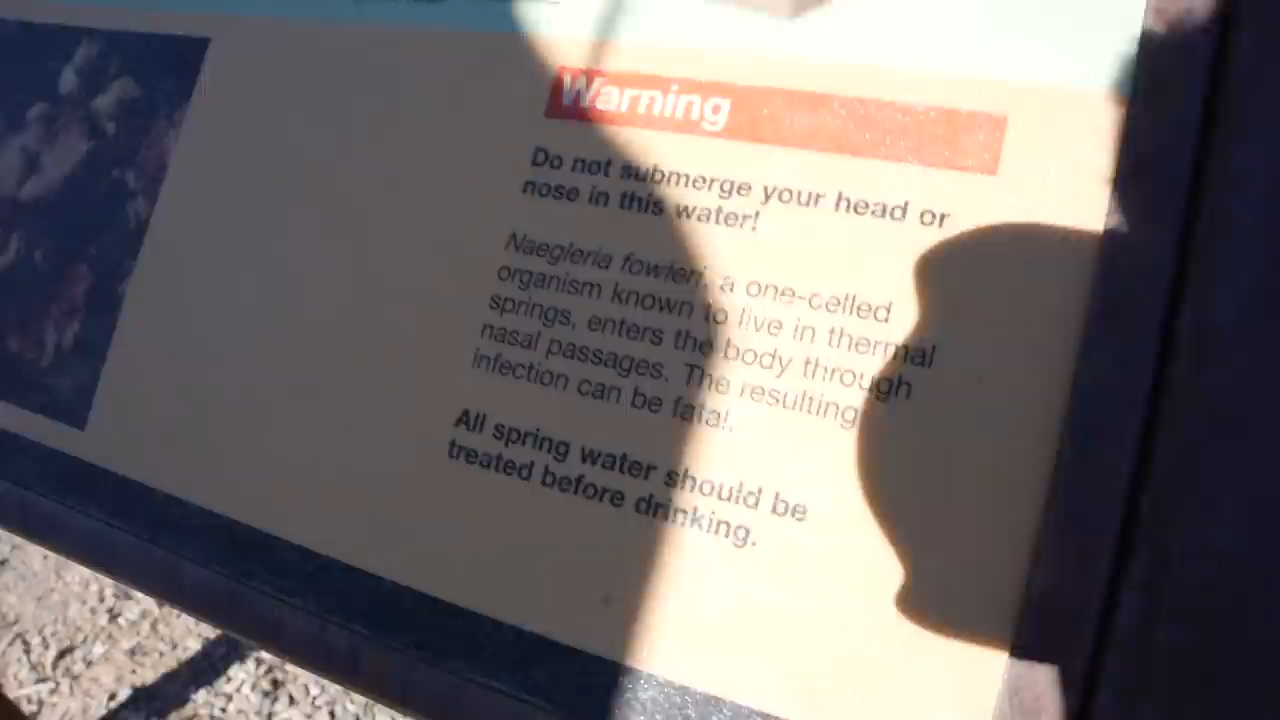 Warning
Do not submerge your head or
nose in this water!
Naegleria fowleri, a one-celled
organism known to live in thermal
springs, enters the body through
nasal passages. The resulting
infection can be fatal.
All spring water should be
treated before drinking.